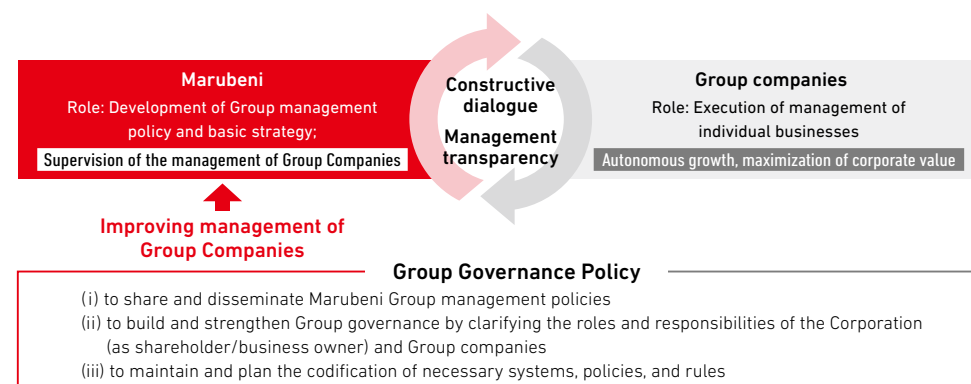 Marubeni
Role: Development of Group management
policy and basic strategy;
Supervision of the management of Group Companies
Constructive
dialogue
Management
transparency
Group companies
Role: Execution of management of
individual businesses
Autonomous growth, maximization of corporate value
Improving management of
Group Companies
Group Governance Policy
(i) to share and disseminate Marubeni Group management policies
(ii) to build and strengthen Group governance by clarifying the roles and responsibilities of the Corporation
(as shareholder/business owner) and Group companies
(iii) to maintain and plan the codification of necessary systems, policies, and rules